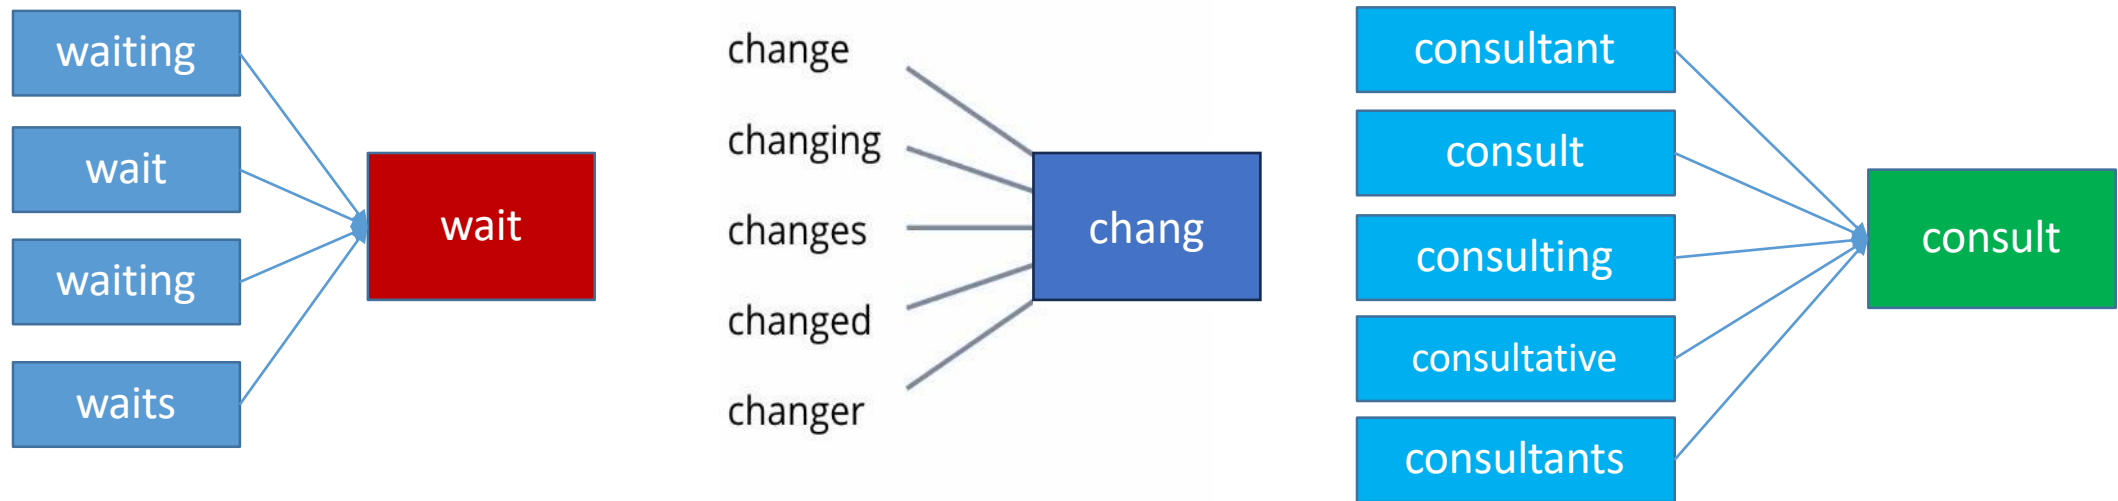 waiting
wait
waiting
waits
wait
change
changing
changes
changed
changer
chang
consultant
consult
consulting
consultative
consultants
consult